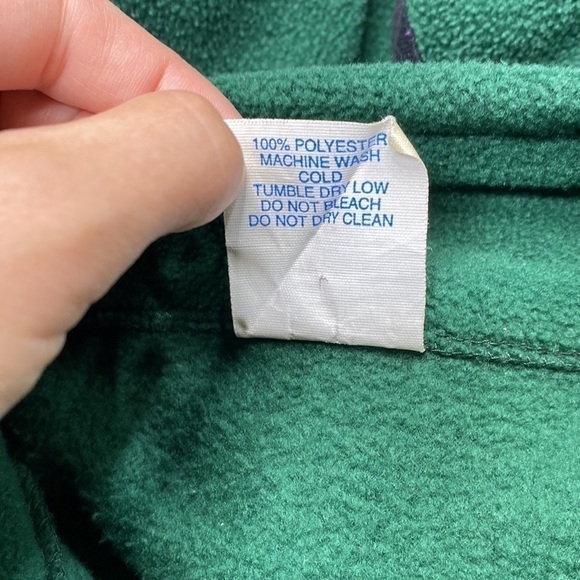 100% POLYESTER
MACHINE WASH
COLD
TUMBLE DRY LOW
DO NOT BLEACH
DO NOT DRY CLEAN